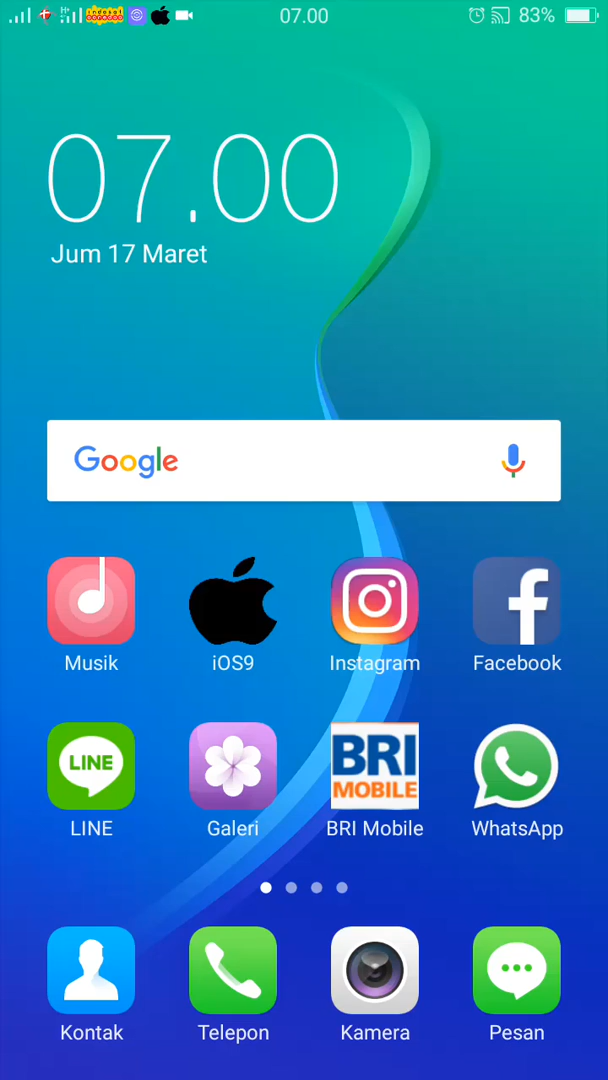 07.00
83%
07.00
Jum 17 Maret
Google
Musik
iOS9
Instagram
Facebook
LINE
LINE
Galeri
BRI
MOBILE
BRI Mobile
WhatsApp
Kontak
Telepon
Kamera
Pesan